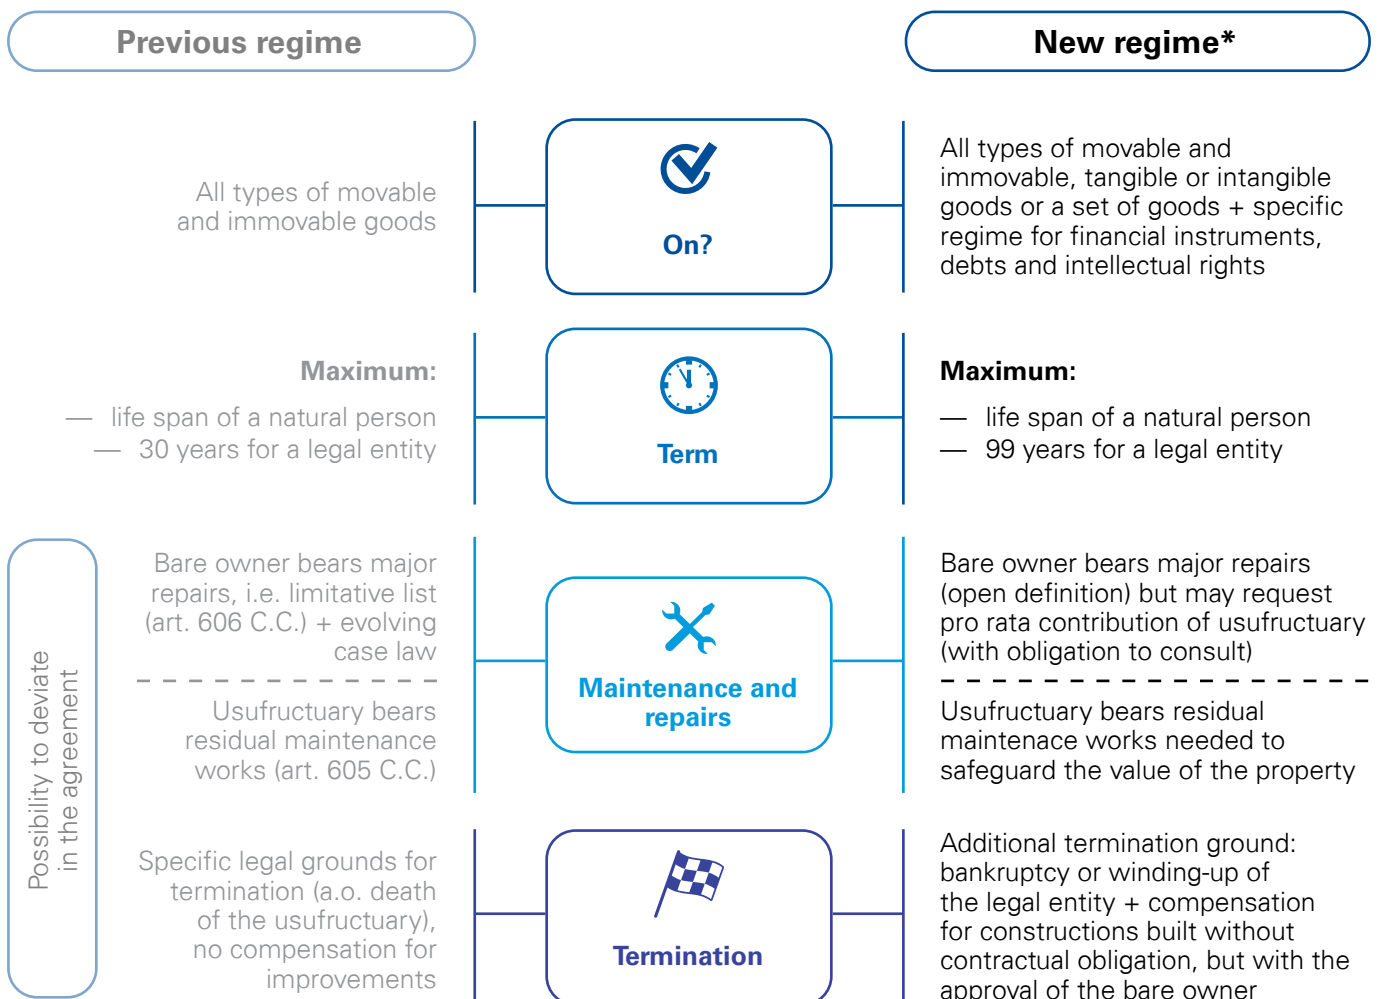 Previous regime
New regime*
All types of movable
and immovable goods
On?
All types of movable and
immovable, tangible or intangible
goods or a set of goods + specific
regime for financial instruments,
debts and intellectual rights
Maximum:
— life span of a natural person
— 30 years for a legal entity
Term
Maximum:
— life span of a natural person
— 99 years for a legal entity
Possibility to deviate
in the agreement
Bare owner bears major
repairs, i.e. limitative list
(art. 606 C.C.) + evolving
case law
Usufructuary bears
residual maintenance
works (art. 605 C.C.)
Maintenance and
repairs
Bare owner bears major repairs
(open definition) but may request
pro rata contribution of usufructuary
(with obligation to consult)
Usufructuary bears residual
maintenace works needed to
safeguard the value of the property
Specific legal grounds for
termination (a.o. death
of the usufructuary),
no compensation for
improvements
Termination
Additional termination ground:
bankruptcy or winding-up of
the legal entity + compensation
for constructions built without
contractual obligation, but with the
approval of the bare owner